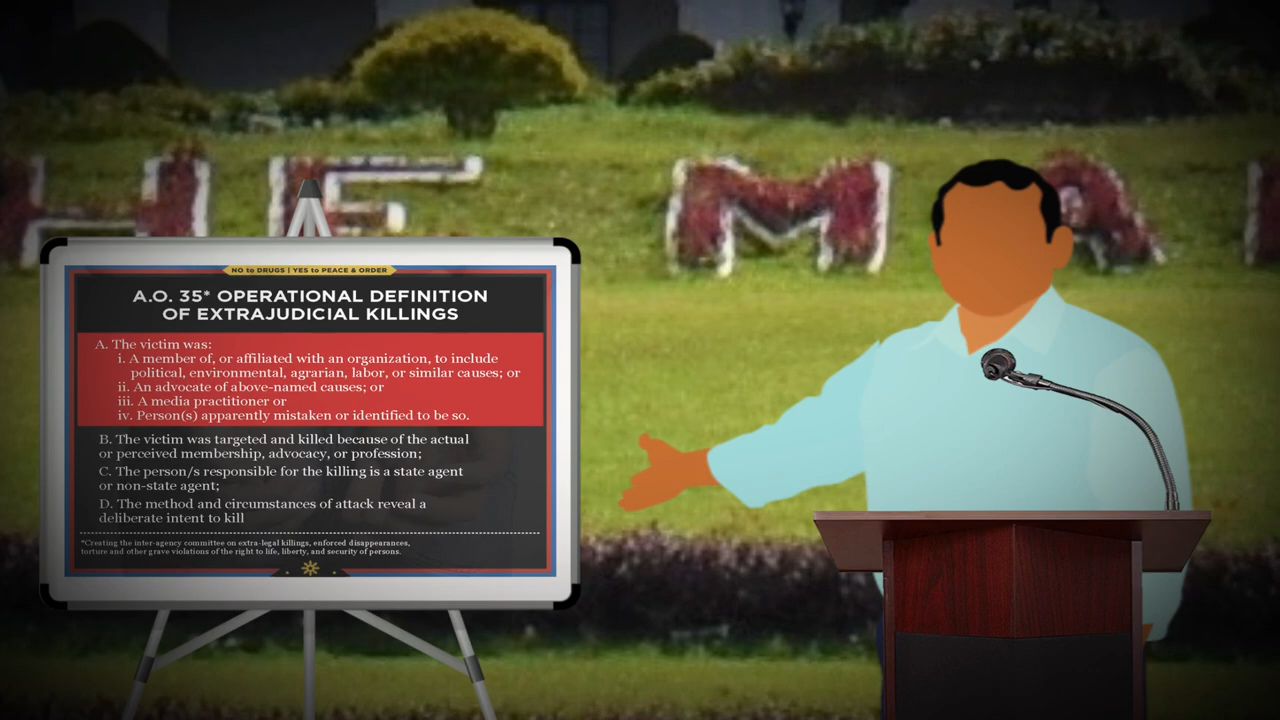 HE MA
NO to DRUGS | YES to PEACE & ORDER
A.O. 35* OPERATIONAL DEFINITION
OF EXTRAJUDICIAL KILLINGS
A. The victim was:
i. A member of, or affiliated with an organization, to include
political, environmental, agrarian, labor, or similar causes; or
ii. An advocate of above-named causes; or
iii. A media practitioner or
iv. Person(s) apparently mistaken or identified to be so.
B. The victim was targeted and killed because of the actual
or perceived membership, advocacy, or profession;
C. The person/s responsible for the killing is a state agent
or non-state agent;
D. The method and circumstances of attack reveal a
deliberate intent to kill
*Creating the inter-agency committee on extra-legal killings, enforced disappearances,
torture and other grave violations of the right to life, liberty, and security of persons.